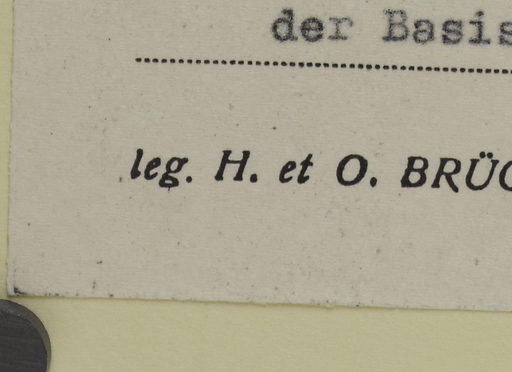 der Basis
leg. H. et O. BRÜC